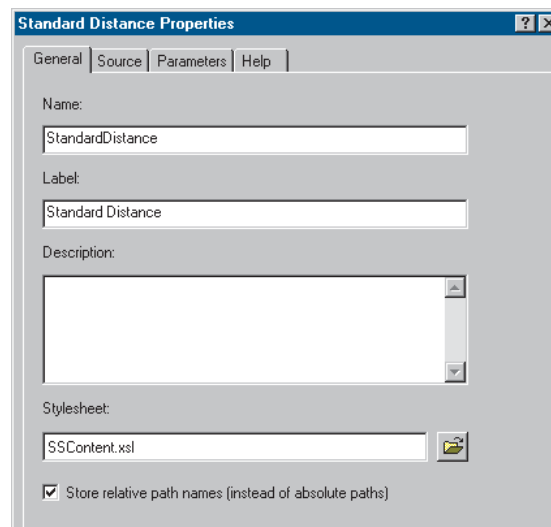 Standard Distance Properties
General Source Parameters Help
Name:
StandardDistance
Label:
Standard Distance
Description:
Stylesheet:
SSContent.xsl
Store relative path names (instead of absolute paths)